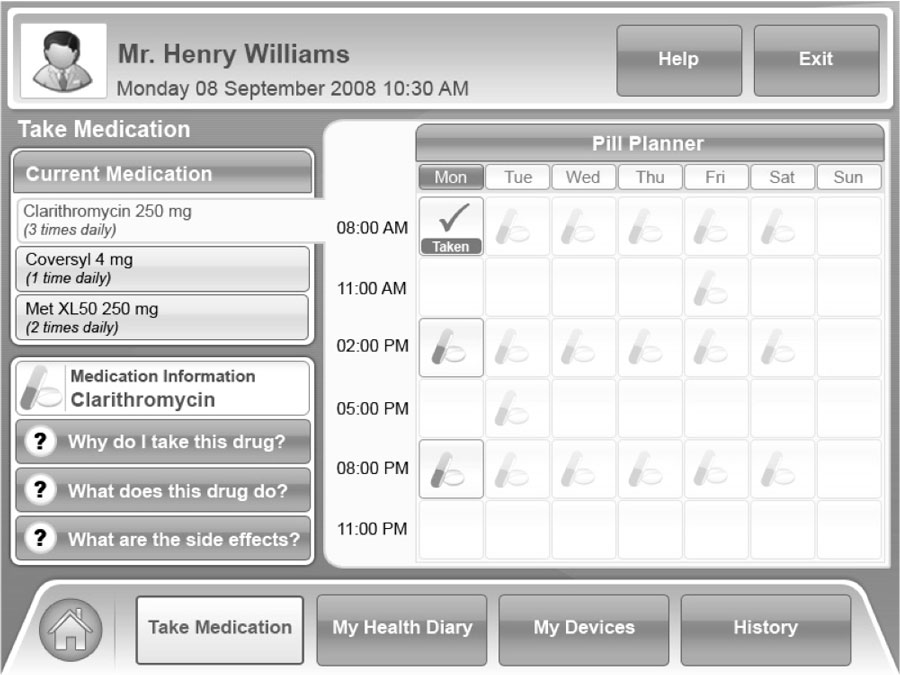 Mr. Henry Williams
Monday 08 September 2008 10:30 AM
Help
Exit
Take Medication
Current Medication
Clarithromycin 250 mg
(3 times daily)
Coversyl 4 mg
(1 time daily)
Met XL50 250 mg
(2 times daily)
Medication Information
Clarithromycin
? Why do I take this drug?
? What does this drug do?
? What are the side effects?
Pill Planner
Mon Tue Wed Thu Fri Sat Sun
08:00 AM
Taken
11:00 AM
02:00 PM
05:00 PM
08:00 PM
11:00 PM
Take Medication
My Health Diary
My Devices
History